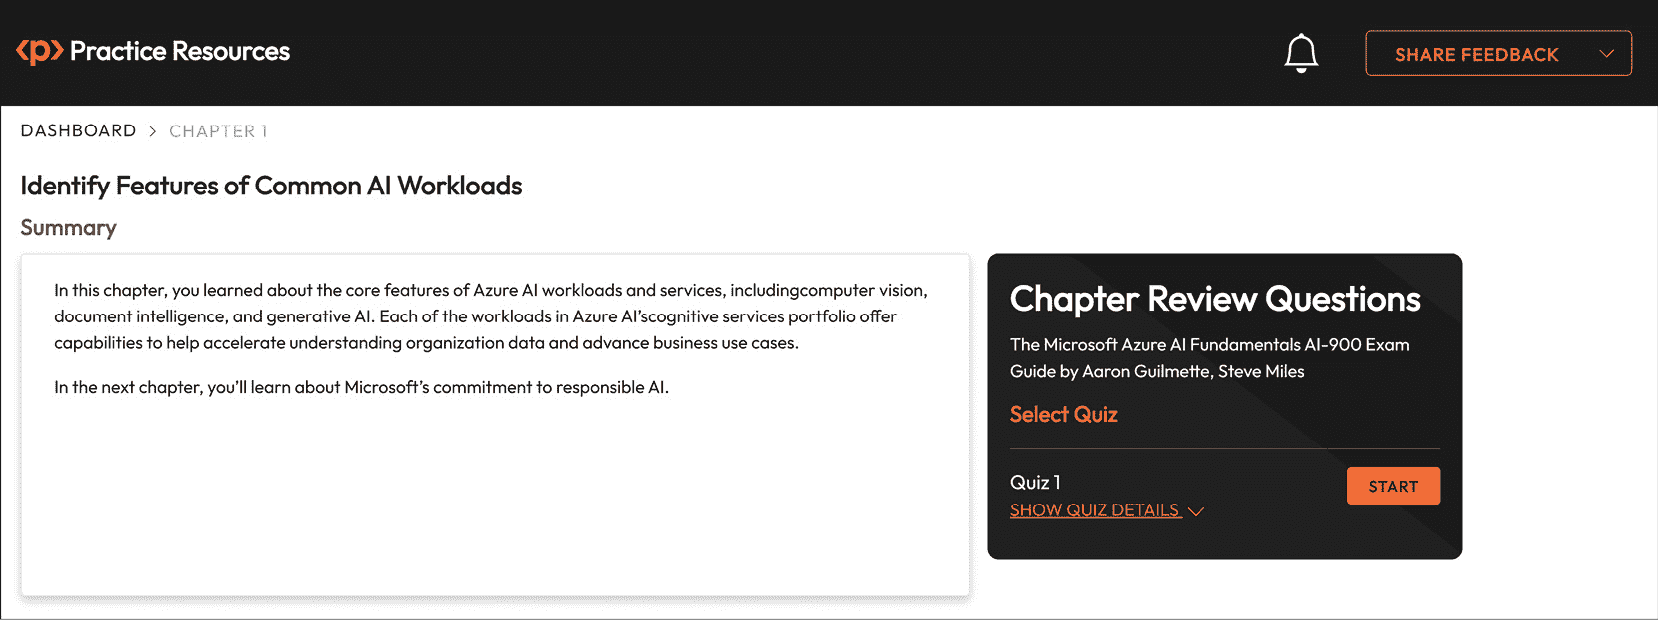 <p> Practice Resources
SHARE FEEDBACK
DASHBOARD > CHAPTER 1
Identify Features of Common AI Workloads
Summary
In this chapter, you learned about the core features of Azure AI workloads and services, includingcomputer vision,
document intelligence, and generative AI. Each of the workloads in Azure AI'scognitive services portfolio offer
capabilities to help accelerate understanding organization data and advance business use cases.
In the next chapter, you'll learn about Microsoft's commitment to responsible AI.
Chapter Review Questions
The Microsoft Azure AI Fundamentals AI-900 Exam
Guide by Aaron Guilmette, Steve Miles
Select Quiz
Quiz 1
START
SHOW QUIZ DETAILS